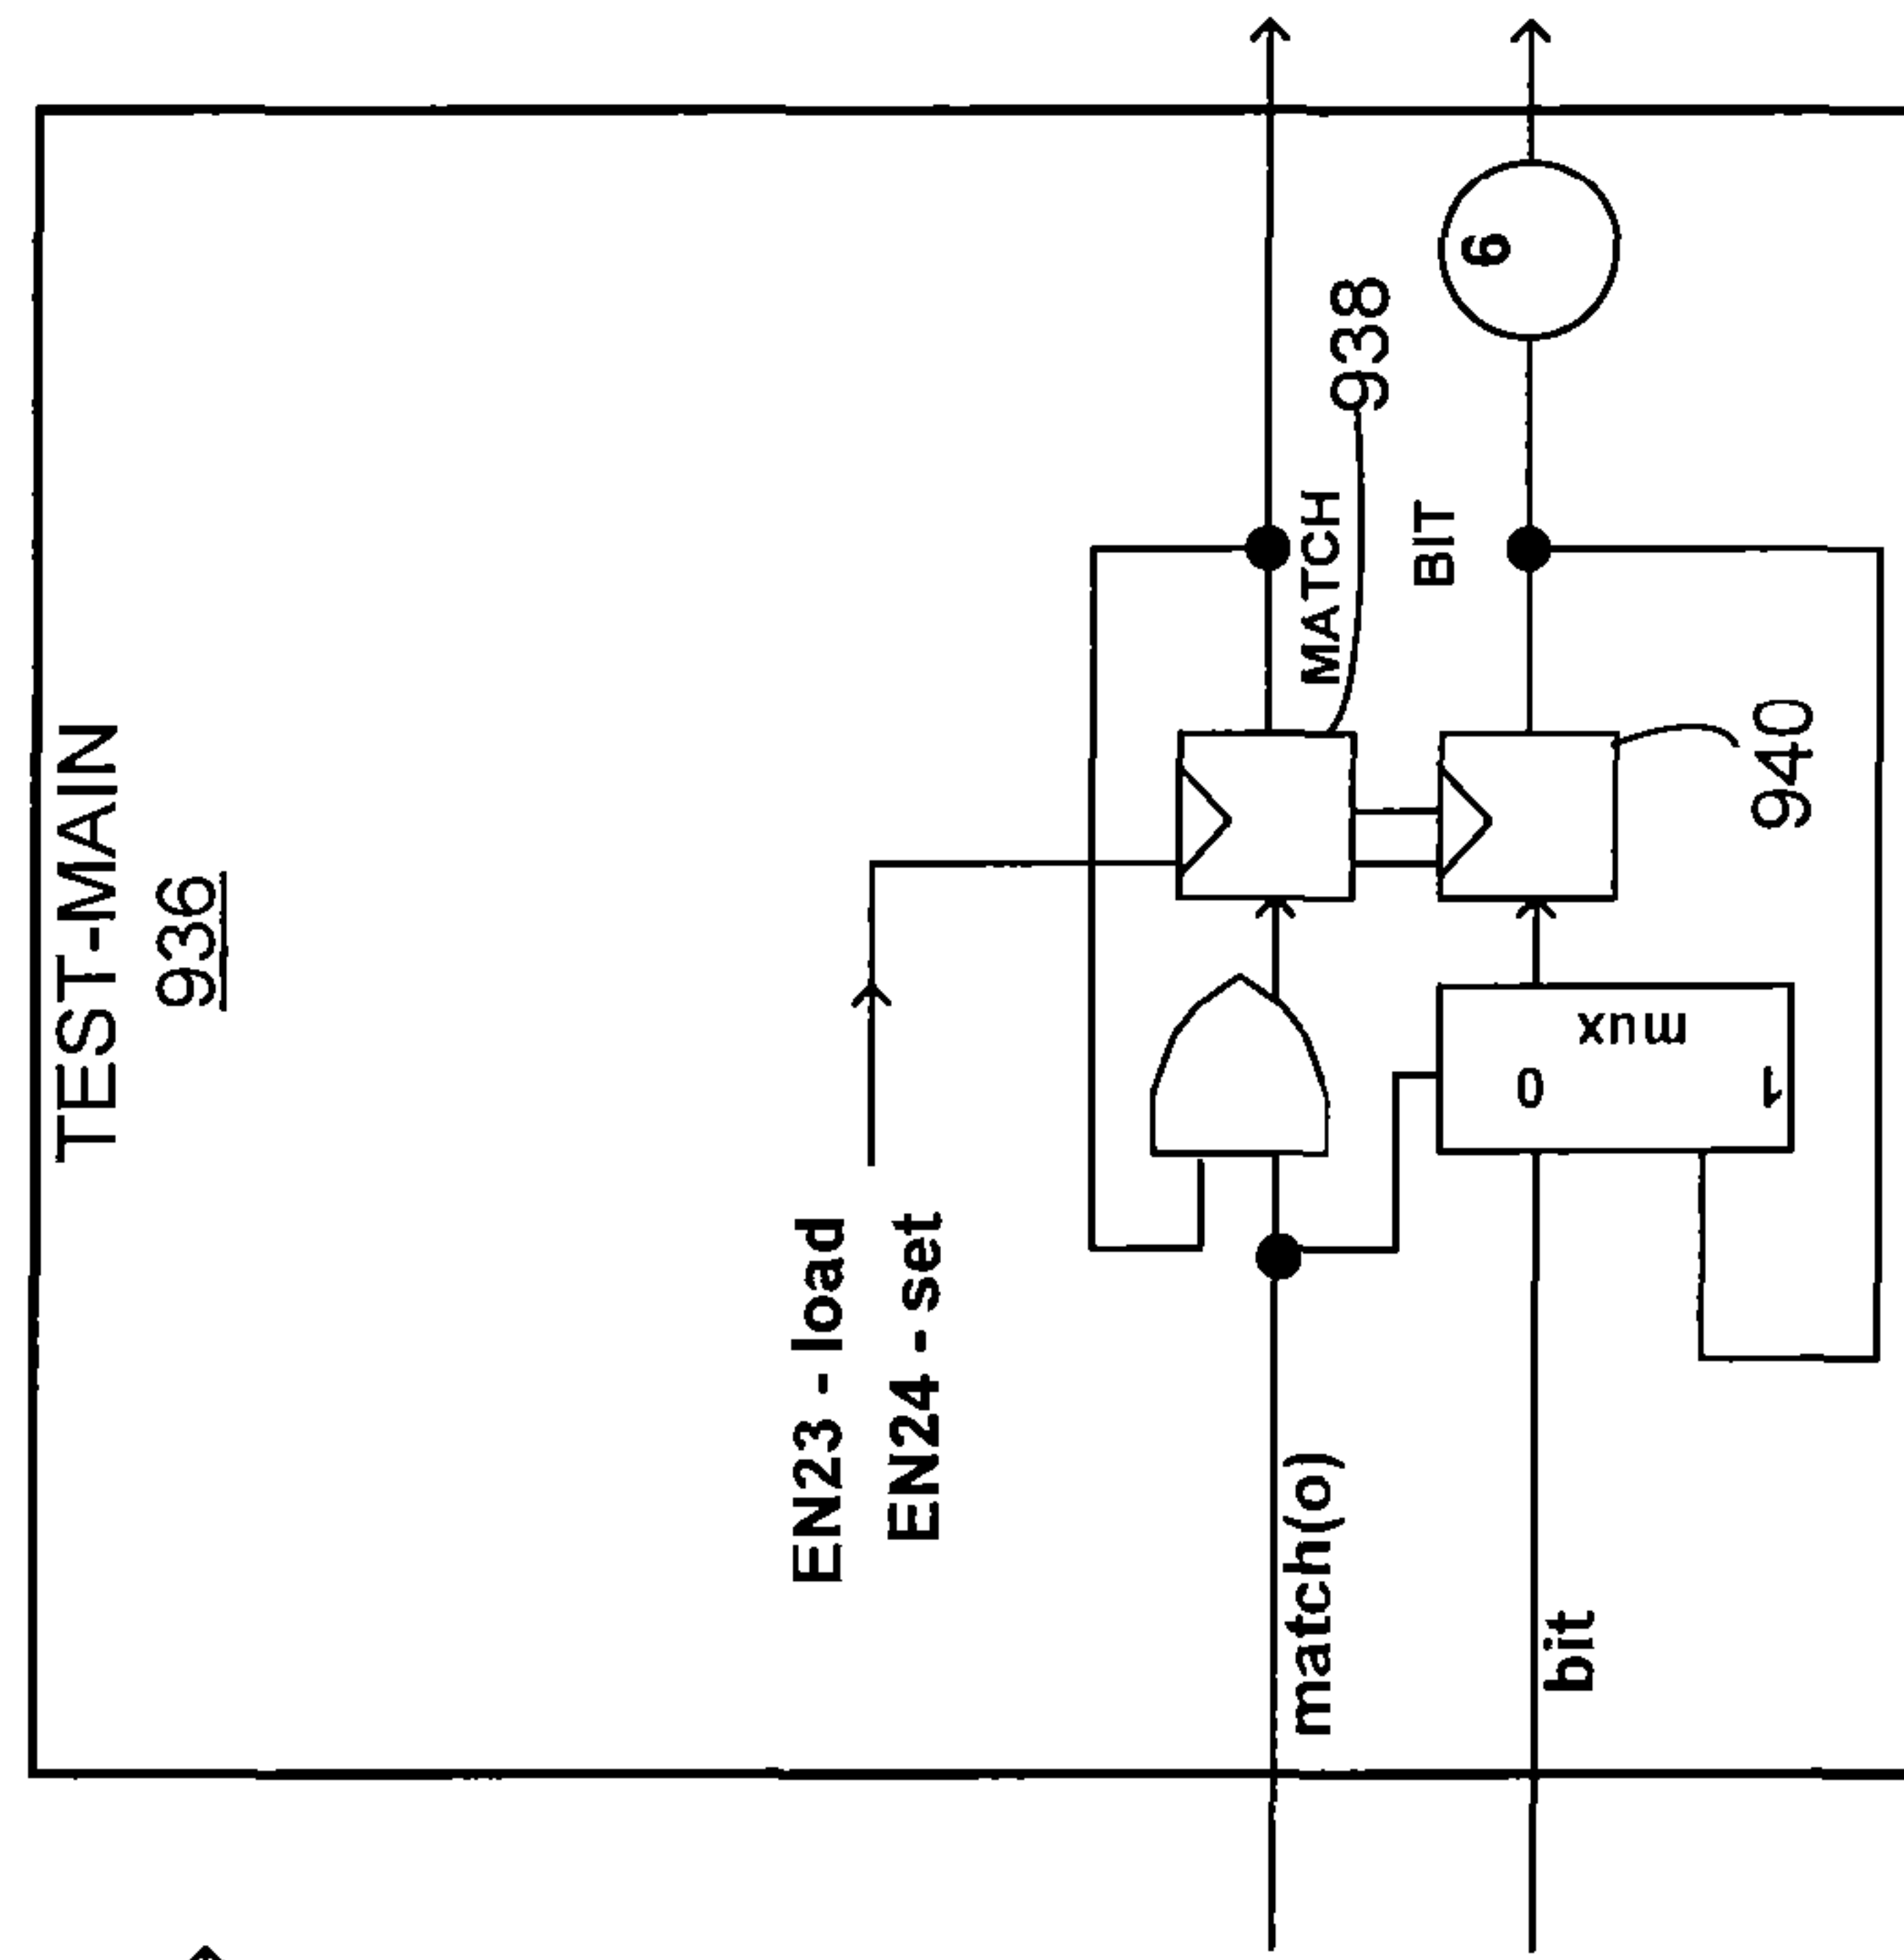 TEST-MAIN
936
EN23 - load
EN24 - set
match(o)
bit
mux
0
1
MATCH
938
BIT
940
6